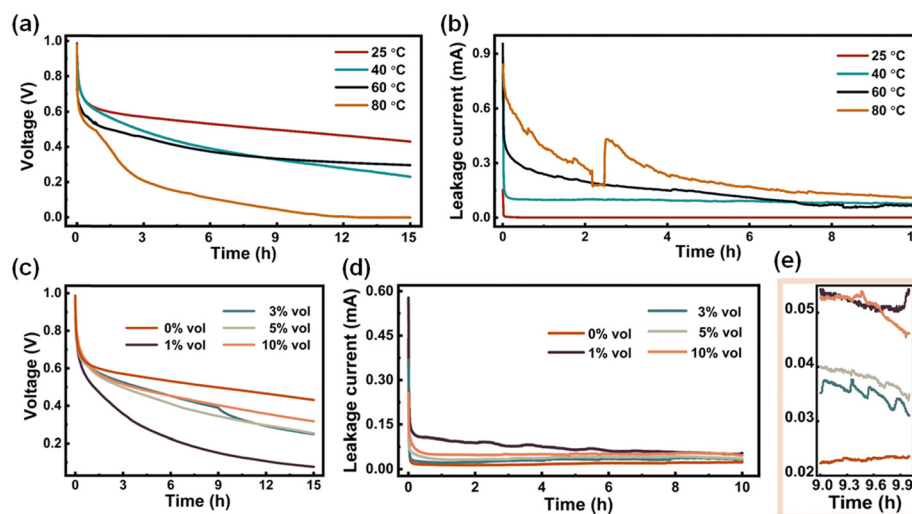 (a)
1.0
0.8
0.6
0.4
0.2
0.0
Voltage (V)
25 °C
40 °C
60 °C
80 °C
0 3 6 9 12 15
Time (h)
(b)
0.9
0.6
0.3
0.0
Leakage current (mA)
25 °C
40 °C
60 °C
80 °C
0 2 4 6 8 10
Time (h)
(c)
1.0
0.8
0.6
0.4
0.2
Voltage (V)
0% vol
1% vol
3% vol
5% vol
10% vol
0 3 6 9 12 15
Time (h)
(d)
0.60
0.45
0.30
0.15
0.00
Leakage current (mA)
0% vol
1% vol
3% vol
5% vol
10% vol
0 2 4 6 8 10
Time (h)
(e)
0.05
0.04
0.03
0.02
9.0 9.3 9.6 9.9
Time (h)